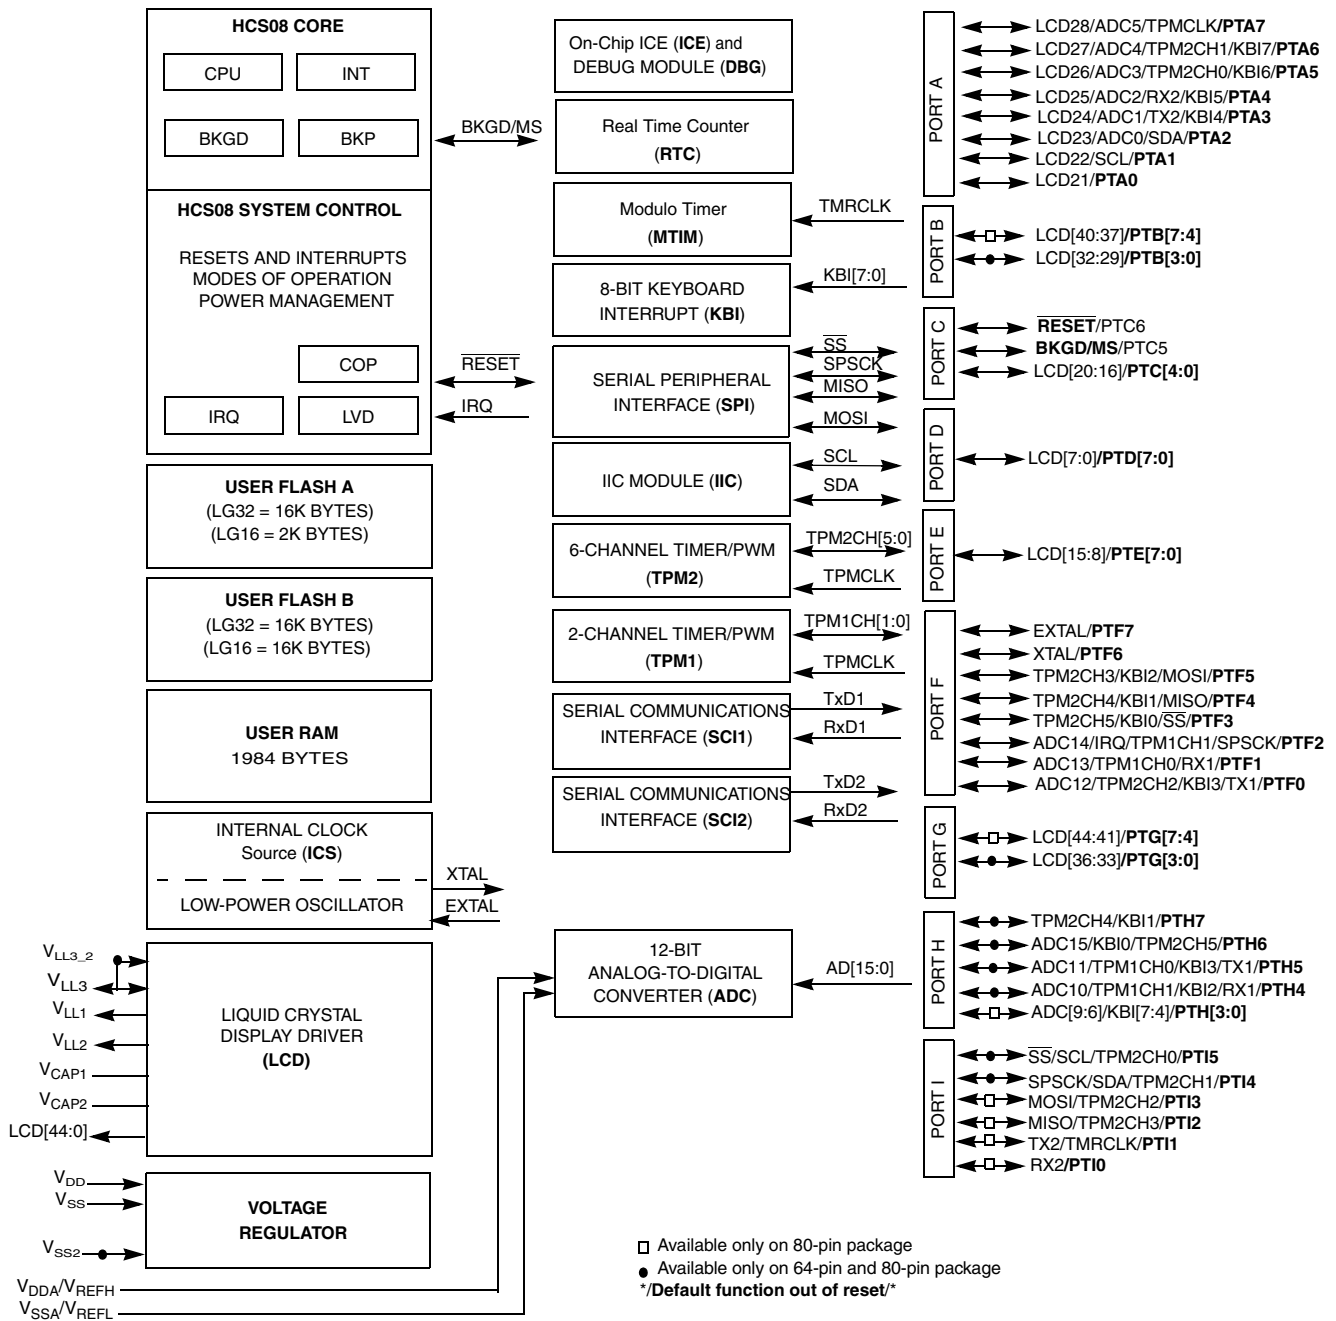 HCS08 CORE
CPU
INT
BKGD
BKP
BKGD/MS
HCS08 SYSTEM CONTROL
RESETS AND INTERRUPTS
MODES OF OPERATION
POWER MANAGEMENT
COP
IRQ
LVD
RESET
IRQ
USER FLASH A
(LG32 = 16K BYTES)
(LG16 = 2K BYTES)
USER FLASH B
(LG32 = 16K BYTES)
(LG16 = 16K BYTES)
USER RAM
1984 BYTES
INTERNAL CLOCK
Source (ICS)
LOW-POWER OSCILLATOR
XTAL
EXTAL
VLL3_2
VLL3
VLL1
VLL2
VCAP1
VCAP2
LCD[44:0]
LIQUID CRYSTAL
DISPLAY DRIVER
(LCD)
VDD
VSS
VSS2
VOLTAGE
REGULATOR
VDDA/VREFH
VSSA/VREFL
On-Chip ICE (ICE) and
DEBUG MODULE (DBG)
Real Time Counter
(RTC)
Modulo Timer
(MTIM)
TMRCLK
8-BIT KEYBOARD
INTERRUPT (KBI)
KBI[7:0]
SERIAL PERIPHERAL
INTERFACE (SPI)
SS
SPSCK
MISO
MOSI
IIC MODULE (IIC)
SCL
SDA
6-CHANNEL TIMER/PWM
(TPM2)
TPM2CH[5:0]
TPMCLK
2-CHANNEL TIMER/PWM
(TPM1)
TPM1CH[1:0]
TPMCLK
SERIAL COMMUNICATIONS
INTERFACE (SCI1)
TxD1
RxD1
SERIAL COMMUNICATIONS
INTERFACE (SCI2)
TxD2
RxD2
12-BIT
ANALOG-TO-DIGITAL
CONVERTER (ADC)
AD[15:0]
PORT A
LCD28/ADC5/TPMCLK/PTA7
LCD27/ADC4/TPM2CH1/KBI7/PTA6
LCD26/ADC3/TPM2CH0/KBI6/PTA5
LCD25/ADC2/RX2/KBI5/PTA4
LCD24/ADC1/TX2/KBI4/PTA3
LCD23/ADC0/SDA/PTA2
LCD22/SCL/PTA1
LCD21/PTA0
PORT B
LCD[40:37]/PTB[7:4]
LCD[32:29]/PTB[3:0]
PORT C
RESET/PTC6
BKGD/MS/PTC5
LCD[20:16]/PTC[4:0]
PORT D
LCD[7:0]/PTD[7:0]
PORT E
LCD[15:8]/PTE[7:0]
PORT F
EXTAL/PTF7
XTAL/PTF6
TPM2CH3/KBI2/MOSI/PTF5
TPM2CH4/KBI1/MISO/PTF4
TPM2CH5/KBI0/SS/PTF3
ADC14/IRQ/TPM1CH1/SPSCK/PTF2
ADC13/TPM1CH0/RX1/PTF1
ADC12/TPM2CH2/KBI3/TX1/PTF0
PORT G
LCD[44:41]/PTG[7:4]
LCD[36:33]/PTG[3:0]
PORT H
TPM2CH4/KBI1/PTH7
ADC15/KBI0/TPM2CH5/PTH6
ADC11/TPM1CH0/KBI3/TX1/PTH5
ADC10/TPM1CH1/KBI2/RX1/PTH4
ADC[9:6]/KBI[7:4]/PTH[3:0]
PORT I
SS/SCL/TPM2CH0/PTI5
SPSCK/SDA/TPM2CH1/PTI4
MOSI/TPM2CH2/PTI3
MISO/TPM2CH3/PTI2
TX2/TMRCLK/PTI1
RX2/PTI0
Available only on 80-pin package
Available only on 64-pin and 80-pin package
*/Default function out of reset/*